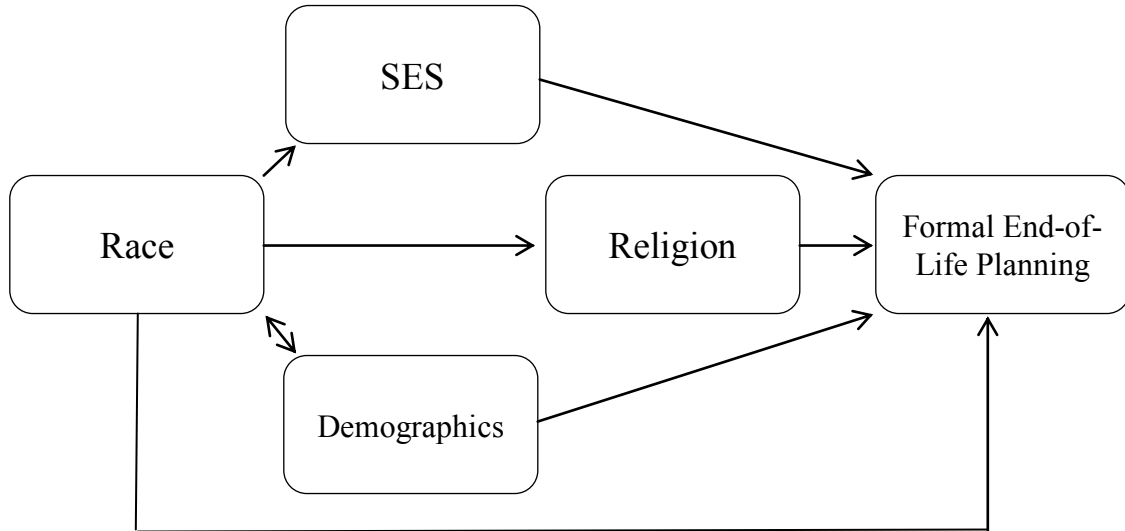 SES
Race
Religion
Formal End-of-
Life Planning
Demographics